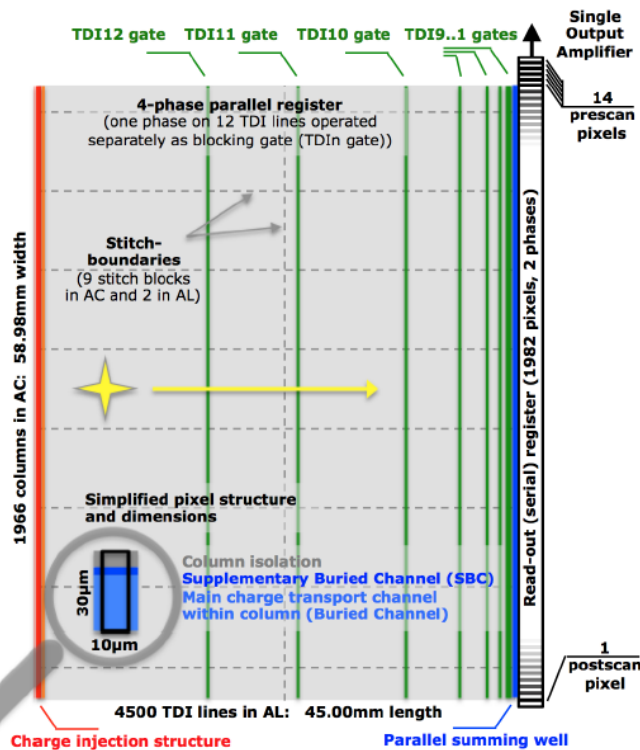 TDI12 gate
TDI11 gate
TDI10 gate
TDI9..1 gates
Single
Output
Amplifier
14
prescan
pixels
4-phase parallel register
(one phase on 12 TDI lines operated
separately as blocking gate (TDIn gate))
Stitch-
boundaries
(9 stitch blocks
in AC and 2 in AL)
1966 columns in AC:  58.98mm width
Read-out (serial) register (1982 pixels, 2 phases)
Simplified pixel structure
and dimensions
30µm
10µm
Column isolation
Supplementary Buried Channel (SBC)
Main charge transport channel
within column (Buried Channel)
1
postscan
pixel
4500 TDI lines in AL:  45.00mm length
Charge injection structure
Parallel summing well